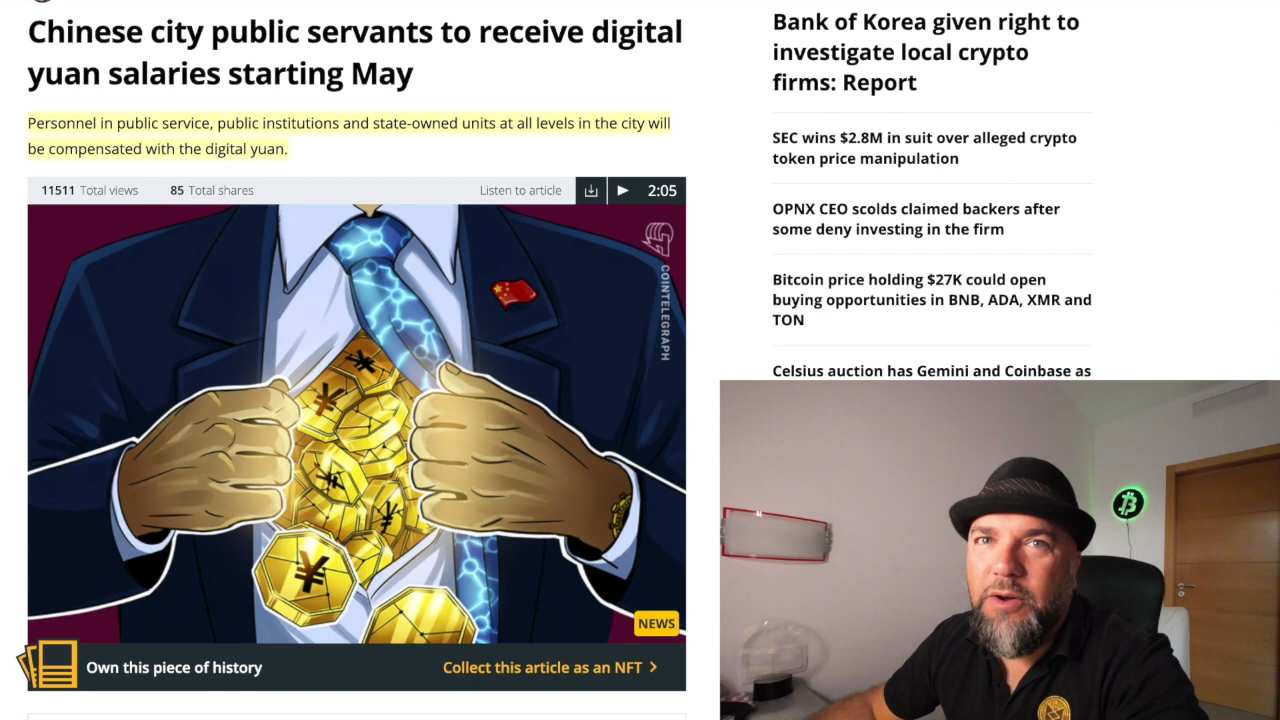 Chinese city public servants to receive digital
yuan salaries starting May
Personnel in public service, public institutions and state-owned units at all levels in the city will
be compensated with the digital yuan.
11511 Total views 85 Total shares Listen to article 2:05
COINTELEGRAPH
¥
¥
¥
¥
¥
NEWS
Own this piece of history
Collect this article as an NFT
Bank of Korea given right to
investigate local crypto
firms: Report
SEC wins $2.8M in suit over alleged crypto
token price manipulation
OPNX CEO scolds claimed backers after
some deny investing in the firm
Bitcoin price holding $27K could open
buying opportunities in BNB, ADA, XMR and
TON
Celsius auction has Gemini and Coinbase as
₿